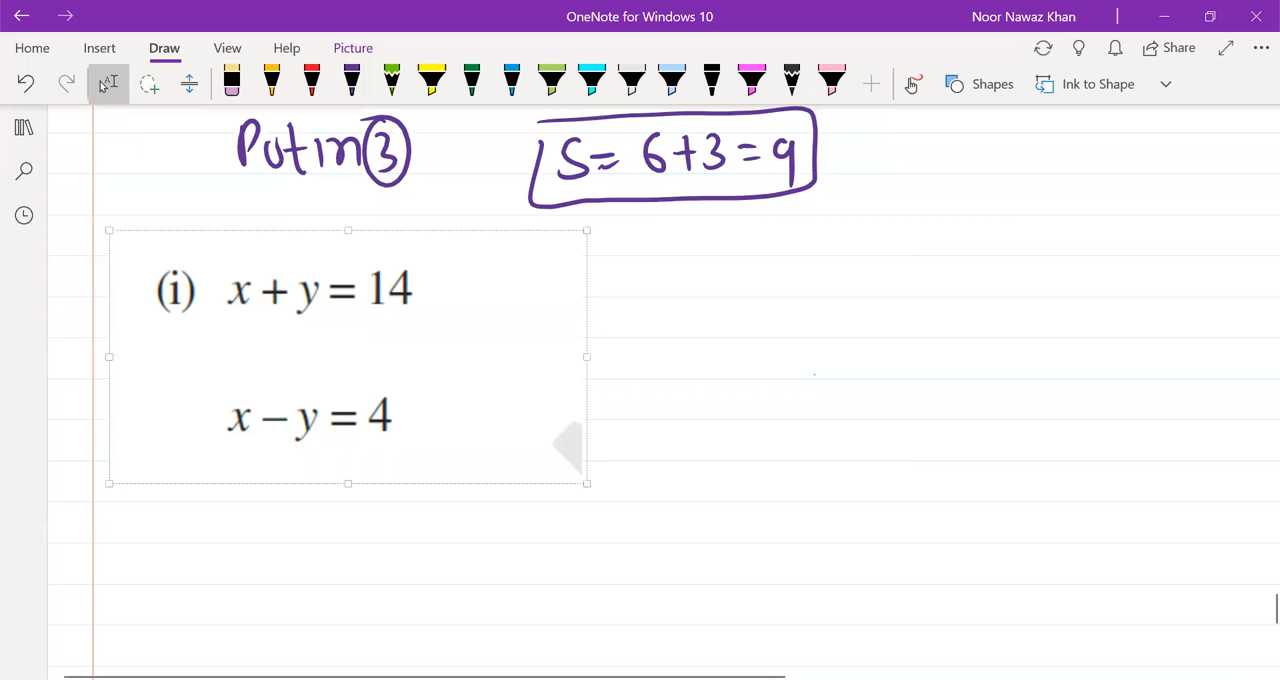 OneNote for Windows 10
Noor Nawaz Khan
Home Insert Draw View Help Picture
Share
Shapes
Ink to Shape
Put in 3
S = 6+3 = 9
(i) x + y = 14
x − y = 4